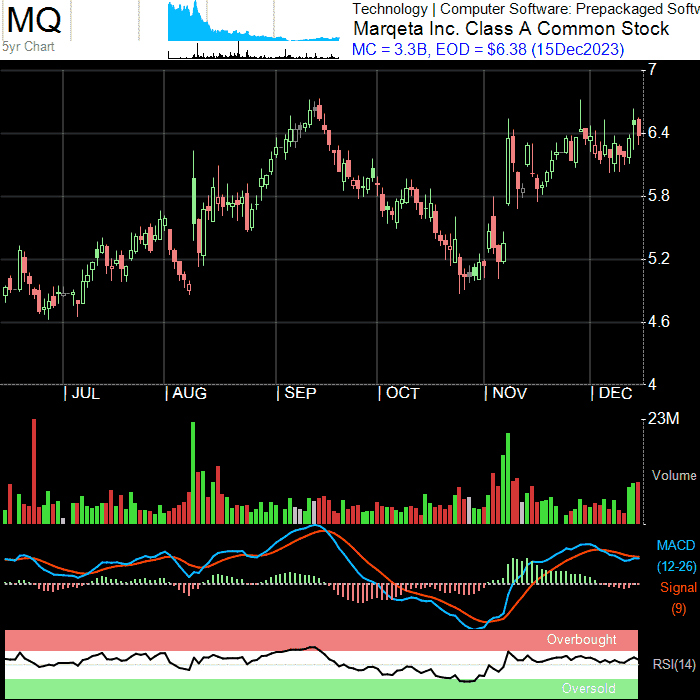 MQ
5yr Chart
Technology | Computer Software: Prepackaged Softw
Marqeta Inc. Class A Common Stock
MC = 3.3B, EOD = $6.38 (15Dec2023)
7
6.4
5.8
5.2
4.6
4
| JUL | AUG | SEP | OCT | NOV | DEC
23M
Volume
MACD
(12-26)
Signal
(9)
Overbought
RSI(14)
Oversold